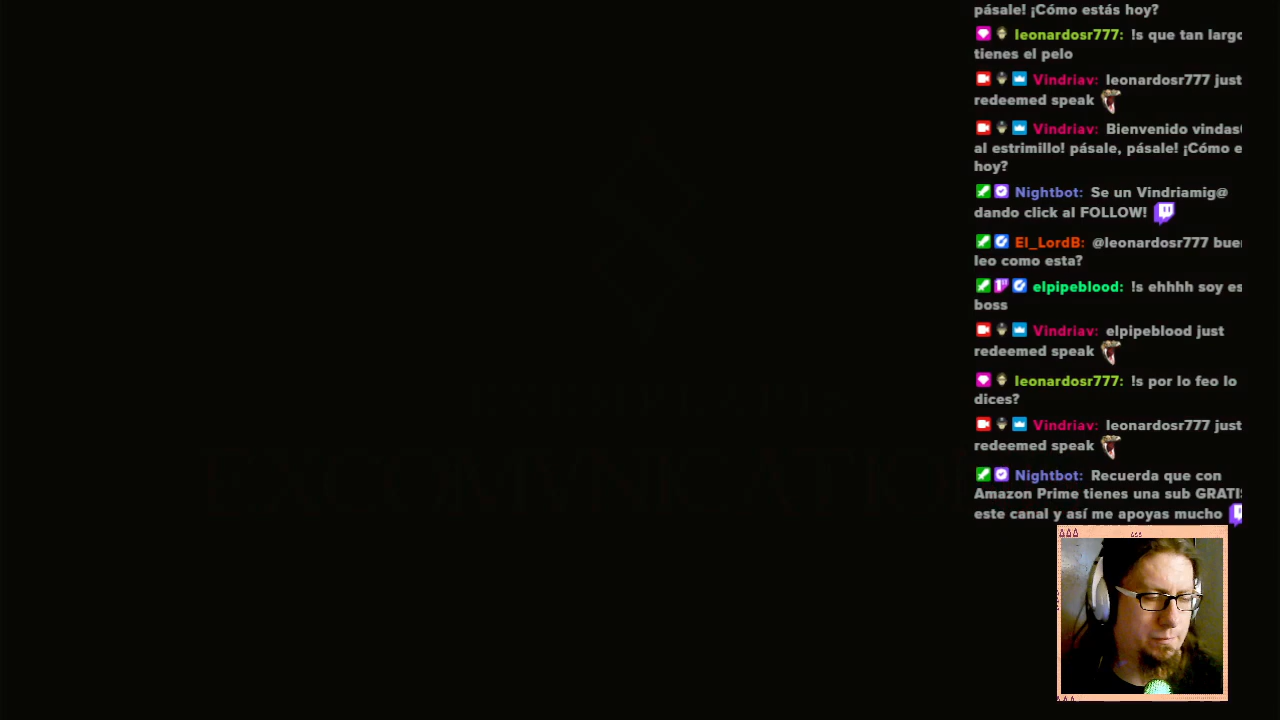 pásale! ¡Cómo estás hoy?
leonardosr777: !s que tan largo
tienes el pelo
Vindriav: leonardosr777 just
redeemed speak
Vindriav: Bienvenido
al estrimillo! pásale, pásale! ¡Cómo
hoy?
Nightbot: Se un Vindriamig@
dando click al FOLLOW!
El_LordB: @leonardosr777
leo como esta?
elpipeblood: !s ehhhh soy
boss
Vindriav: elpipeblood just
redeemed speak
leonardosr777: !s por lo feo lo
dices?
Vindriav: leonardosr777 just
redeemed speak
Nightbot: Recuerda que con
Amazon Prime tienes una sub GRATIS
este canal y así me apoyas mucho